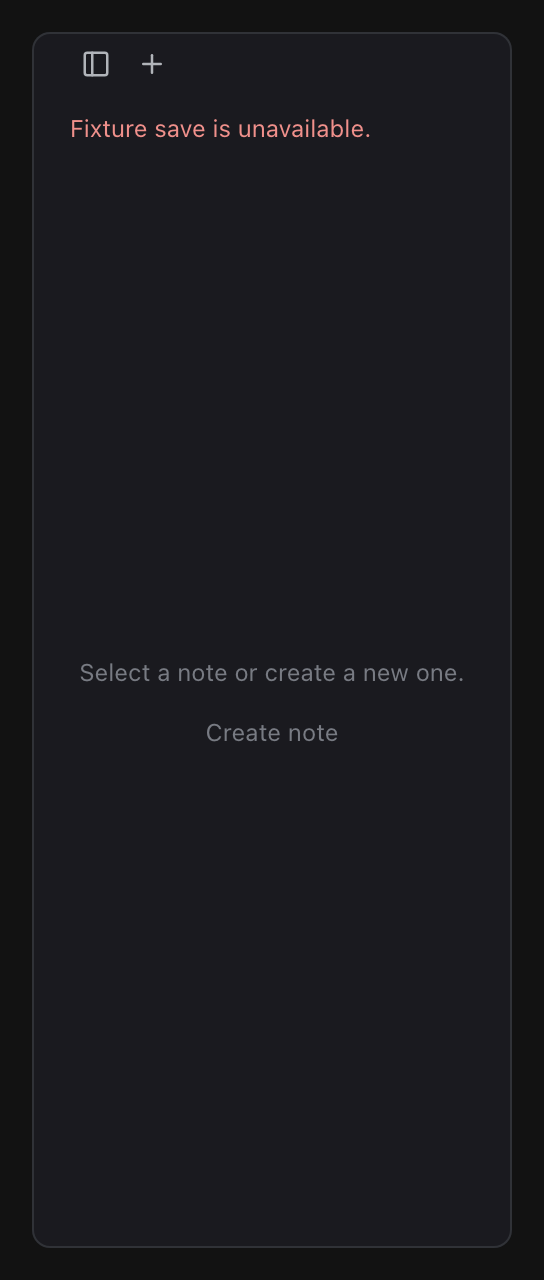 Fixture save is unavailable.
Select a note or create a new one.
Create note